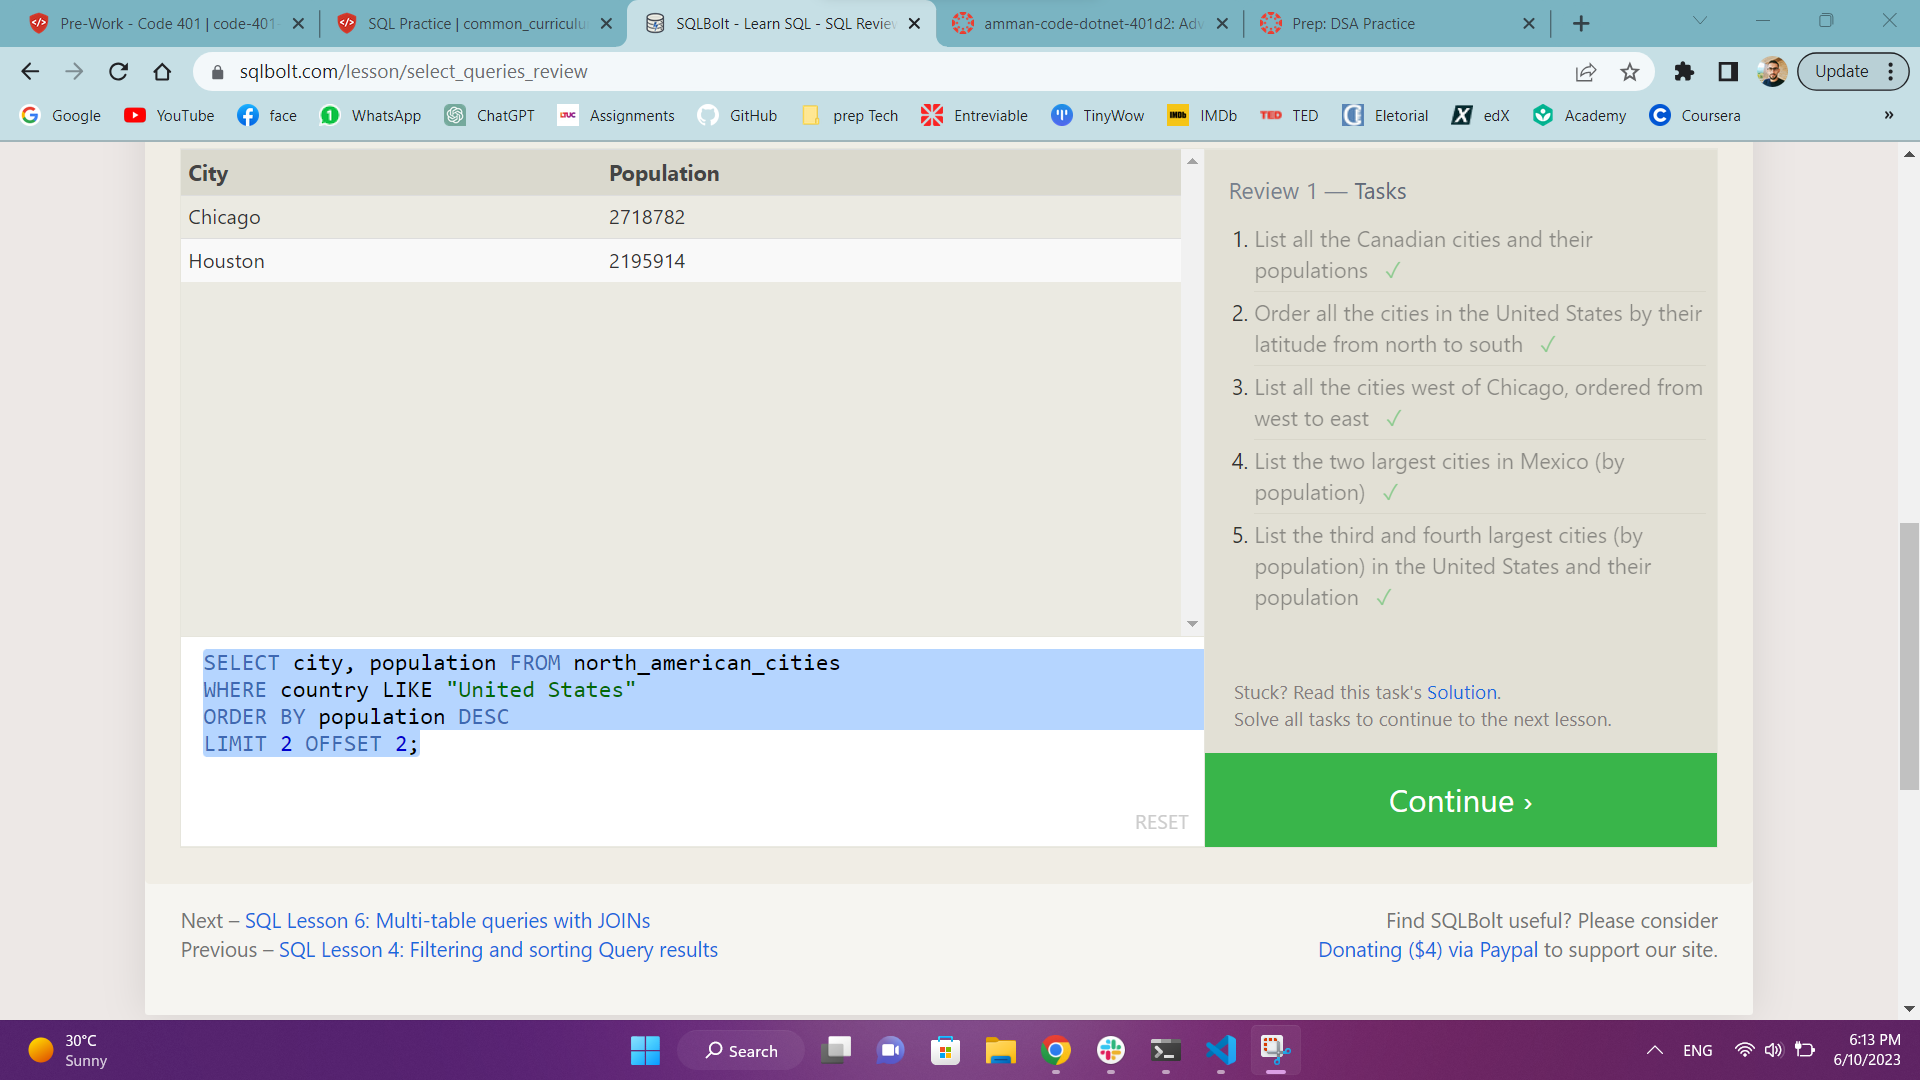 Pre-Work - Code 401 | code-401-
SQL Practice | common_curriculu
SQLBolt - Learn SQL - SQL Review
amman-code-dotnet-401d2: Adv
Prep: DSA Practice
sqlbolt.com/lesson/select_queries_review
Update
Google
YouTube
face
WhatsApp
ChatGPT
LTUC Assignments
GitHub
prep Tech
Entreviable
TinyWow
IMDb IMDb
TED TED
Eletorial
edX
Academy
Coursera
»
City Population
Chicago 2718782
Houston 2195914
Review 1 — Tasks
1. List all the Canadian cities and their
populations ✓
2. Order all the cities in the United States by their
latitude from north to south ✓
3. List all the cities west of Chicago, ordered from
west to east ✓
4. List the two largest cities in Mexico (by
population) ✓
5. List the third and fourth largest cities (by
population) in the United States and their
population ✓
SELECT city, population FROM north_american_cities
WHERE country LIKE "United States"
ORDER BY population DESC
LIMIT 2 OFFSET 2;
RESET
Stuck? Read this task's Solution.
Solve all tasks to continue to the next lesson.
Continue ›
Next – SQL Lesson 6: Multi-table queries with JOINs
Previous – SQL Lesson 4: Filtering and sorting Query results
Find SQLBolt useful? Please consider
Donating ($4) via Paypal to support our site.
30°C
Sunny
Search
ENG
6:13 PM
6/10/2023